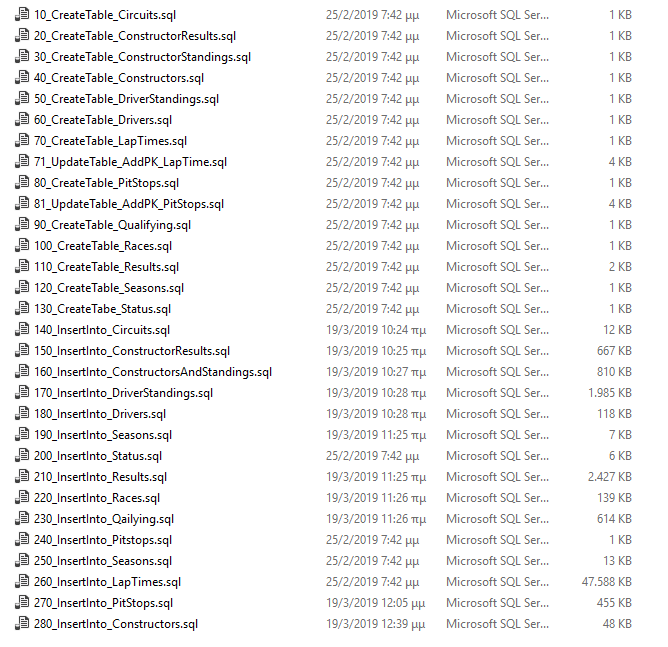 10_CreateTable_Circuits.sql 25/2/2019 7:42 μμ Microsoft SQL Ser... 1 KB
20_CreateTable_ConstructorResults.sql 25/2/2019 7:42 μμ Microsoft SQL Ser... 1 KB
30_CreateTable_ConstructorStandings.sql 25/2/2019 7:42 μμ Microsoft SQL Ser... 1 KB
40_CreateTable_Constructors.sql 25/2/2019 7:42 μμ Microsoft SQL Ser... 1 KB
50_CreateTable_DriverStandings.sql 25/2/2019 7:42 μμ Microsoft SQL Ser... 1 KB
60_CreateTable_Drivers.sql 25/2/2019 7:42 μμ Microsoft SQL Ser... 1 KB
70_CreateTable_LapTimes.sql 25/2/2019 7:42 μμ Microsoft SQL Ser... 1 KB
71_UpdateTable_AddPK_LapTime.sql 25/2/2019 7:42 μμ Microsoft SQL Ser... 4 KB
80_CreateTable_PitStops.sql 25/2/2019 7:42 μμ Microsoft SQL Ser... 1 KB
81_UpdateTable_AddPK_PitStops.sql 25/2/2019 7:42 μμ Microsoft SQL Ser... 4 KB
90_CreateTable_Qualifying.sql 25/2/2019 7:42 μμ Microsoft SQL Ser... 1 KB
100_CreateTable_Races.sql 25/2/2019 7:42 μμ Microsoft SQL Ser... 1 KB
110_CreateTable_Results.sql 25/2/2019 7:42 μμ Microsoft SQL Ser... 2 KB
120_CreateTable_Seasons.sql 25/2/2019 7:42 μμ Microsoft SQL Ser... 1 KB
130_CreateTabe_Status.sql 25/2/2019 7:42 μμ Microsoft SQL Ser... 1 KB
140_InsertInto_Circuits.sql 19/3/2019 10:24 πμ Microsoft SQL Ser... 12 KB
150_InsertInto_ConstructorResults.sql 19/3/2019 10:25 πμ Microsoft SQL Ser... 667 KB
160_InsertInto_ConstructorsAndStandings.sql 19/3/2019 10:27 πμ Microsoft SQL Ser... 810 KB
170_InsertInto_DriverStandings.sql 19/3/2019 10:28 πμ Microsoft SQL Ser... 1.985 KB
180_InsertInto_Drivers.sql 19/3/2019 10:28 πμ Microsoft SQL Ser... 118 KB
190_InsertInto_Seasons.sql 19/3/2019 11:25 πμ Microsoft SQL Ser... 7 KB
200_InsertInto_Status.sql 25/2/2019 7:42 μμ Microsoft SQL Ser... 6 KB
210_InsertInto_Results.sql 19/3/2019 11:25 πμ Microsoft SQL Ser... 2.427 KB
220_InsertInto_Races.sql 19/3/2019 11:26 πμ Microsoft SQL Ser... 139 KB
230_InsertInto_Qailying.sql 19/3/2019 11:26 πμ Microsoft SQL Ser... 614 KB
240_InsertInto_Pitstops.sql 25/2/2019 7:42 μμ Microsoft SQL Ser... 1 KB
250_InsertInto_Seasons.sql 25/2/2019 7:42 μμ Microsoft SQL Ser... 13 KB
260_InsertInto_LapTimes.sql 25/2/2019 7:42 μμ Microsoft SQL Ser... 47.588 KB
270_InsertInto_PitStops.sql 19/3/2019 12:05 μμ Microsoft SQL Ser... 455 KB
280_InsertInto_Constructors.sql 19/3/2019 12:39 μμ Microsoft SQL Ser... 48 KB